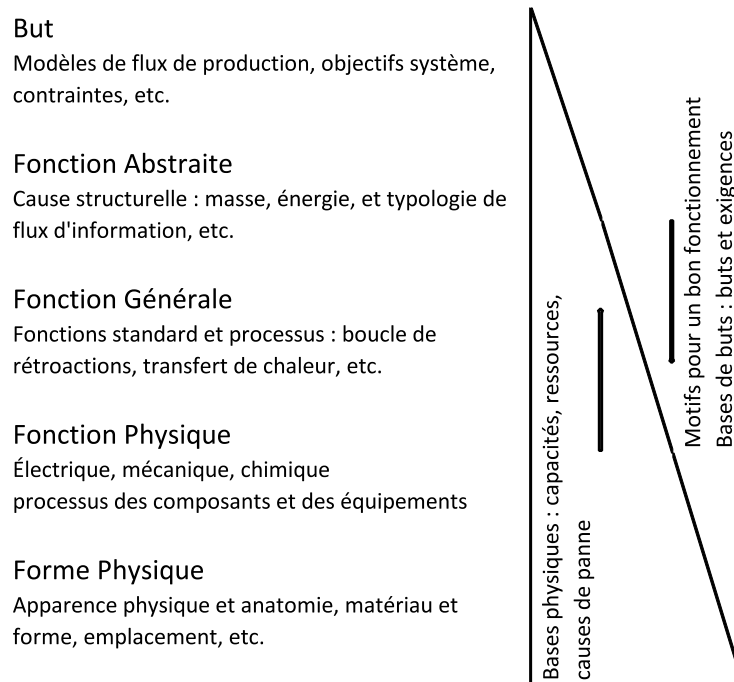 But
Modèles de flux de production, objectifs système,
contraintes, etc.
Fonction Abstraite
Cause structurelle : masse, énergie, et typologie de
flux d'information, etc.
Fonction Générale
Fonctions standard et processus : boucle de
rétroactions, transfert de chaleur, etc.
Fonction Physique
Électrique, mécanique, chimique
processus des composants et des équipements
Forme Physique
Apparence physique et anatomie, matériau et
forme, emplacement, etc.
Bases physiques : capacités, ressources,
causes de panne
Motifs pour un bon fonctionnement
Bases de buts : buts et exigences